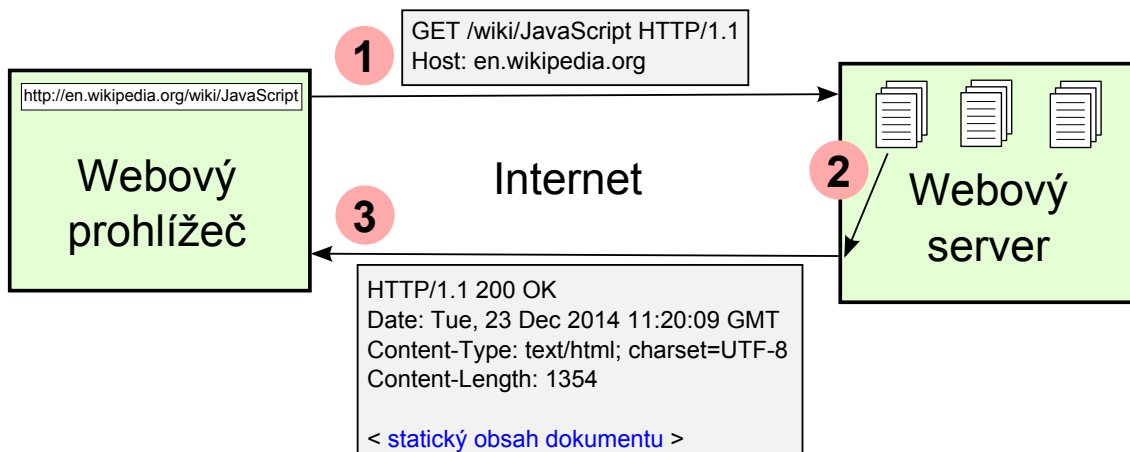 GET /wiki/JavaScript HTTP/1.1
Host: en.wikipedia.org
1
http://en.wikipedia.org/wiki/JavaScript
Webový
prohlížeč
Internet
2
Webový
server
3
HTTP/1.1 200 OK
Date: Tue, 23 Dec 2014 11:20:09 GMT
Content-Type: text/html; charset=UTF-8
Content-Length: 1354
< statický obsah dokumentu >